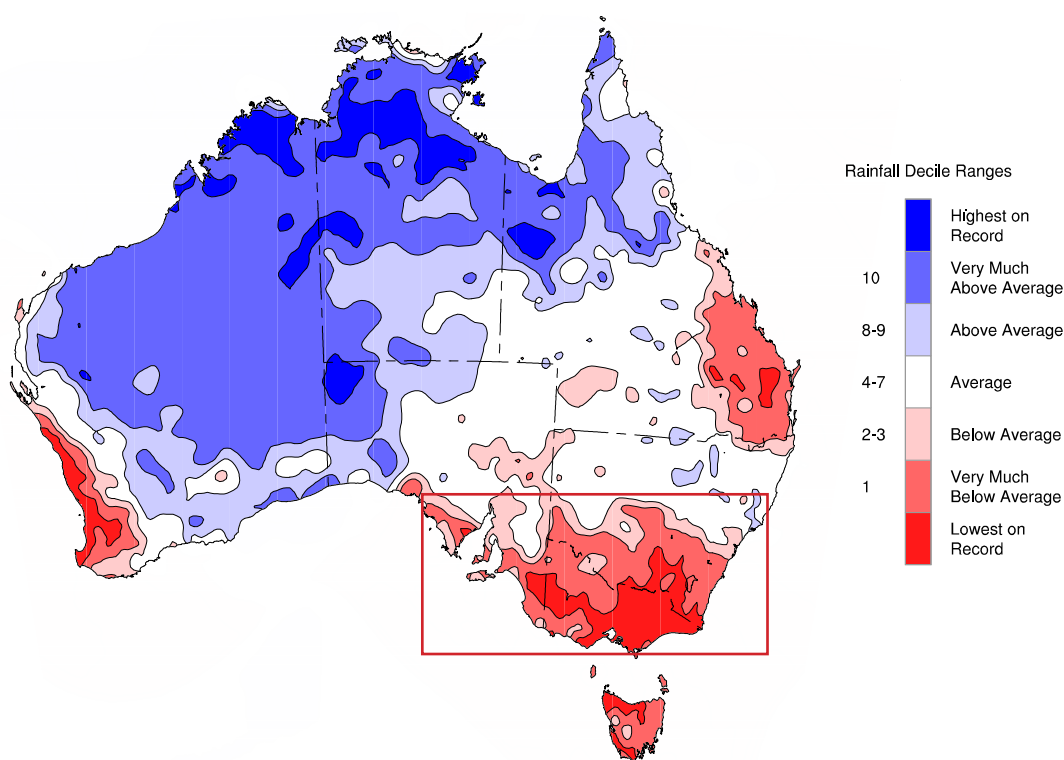 Rainfall Decile Ranges
Highest on
Record
10
Very Much
Above Average
8-9
Above Average
4-7
Average
2-3
Below Average
1
Very Much
Below Average
Lowest on
Record